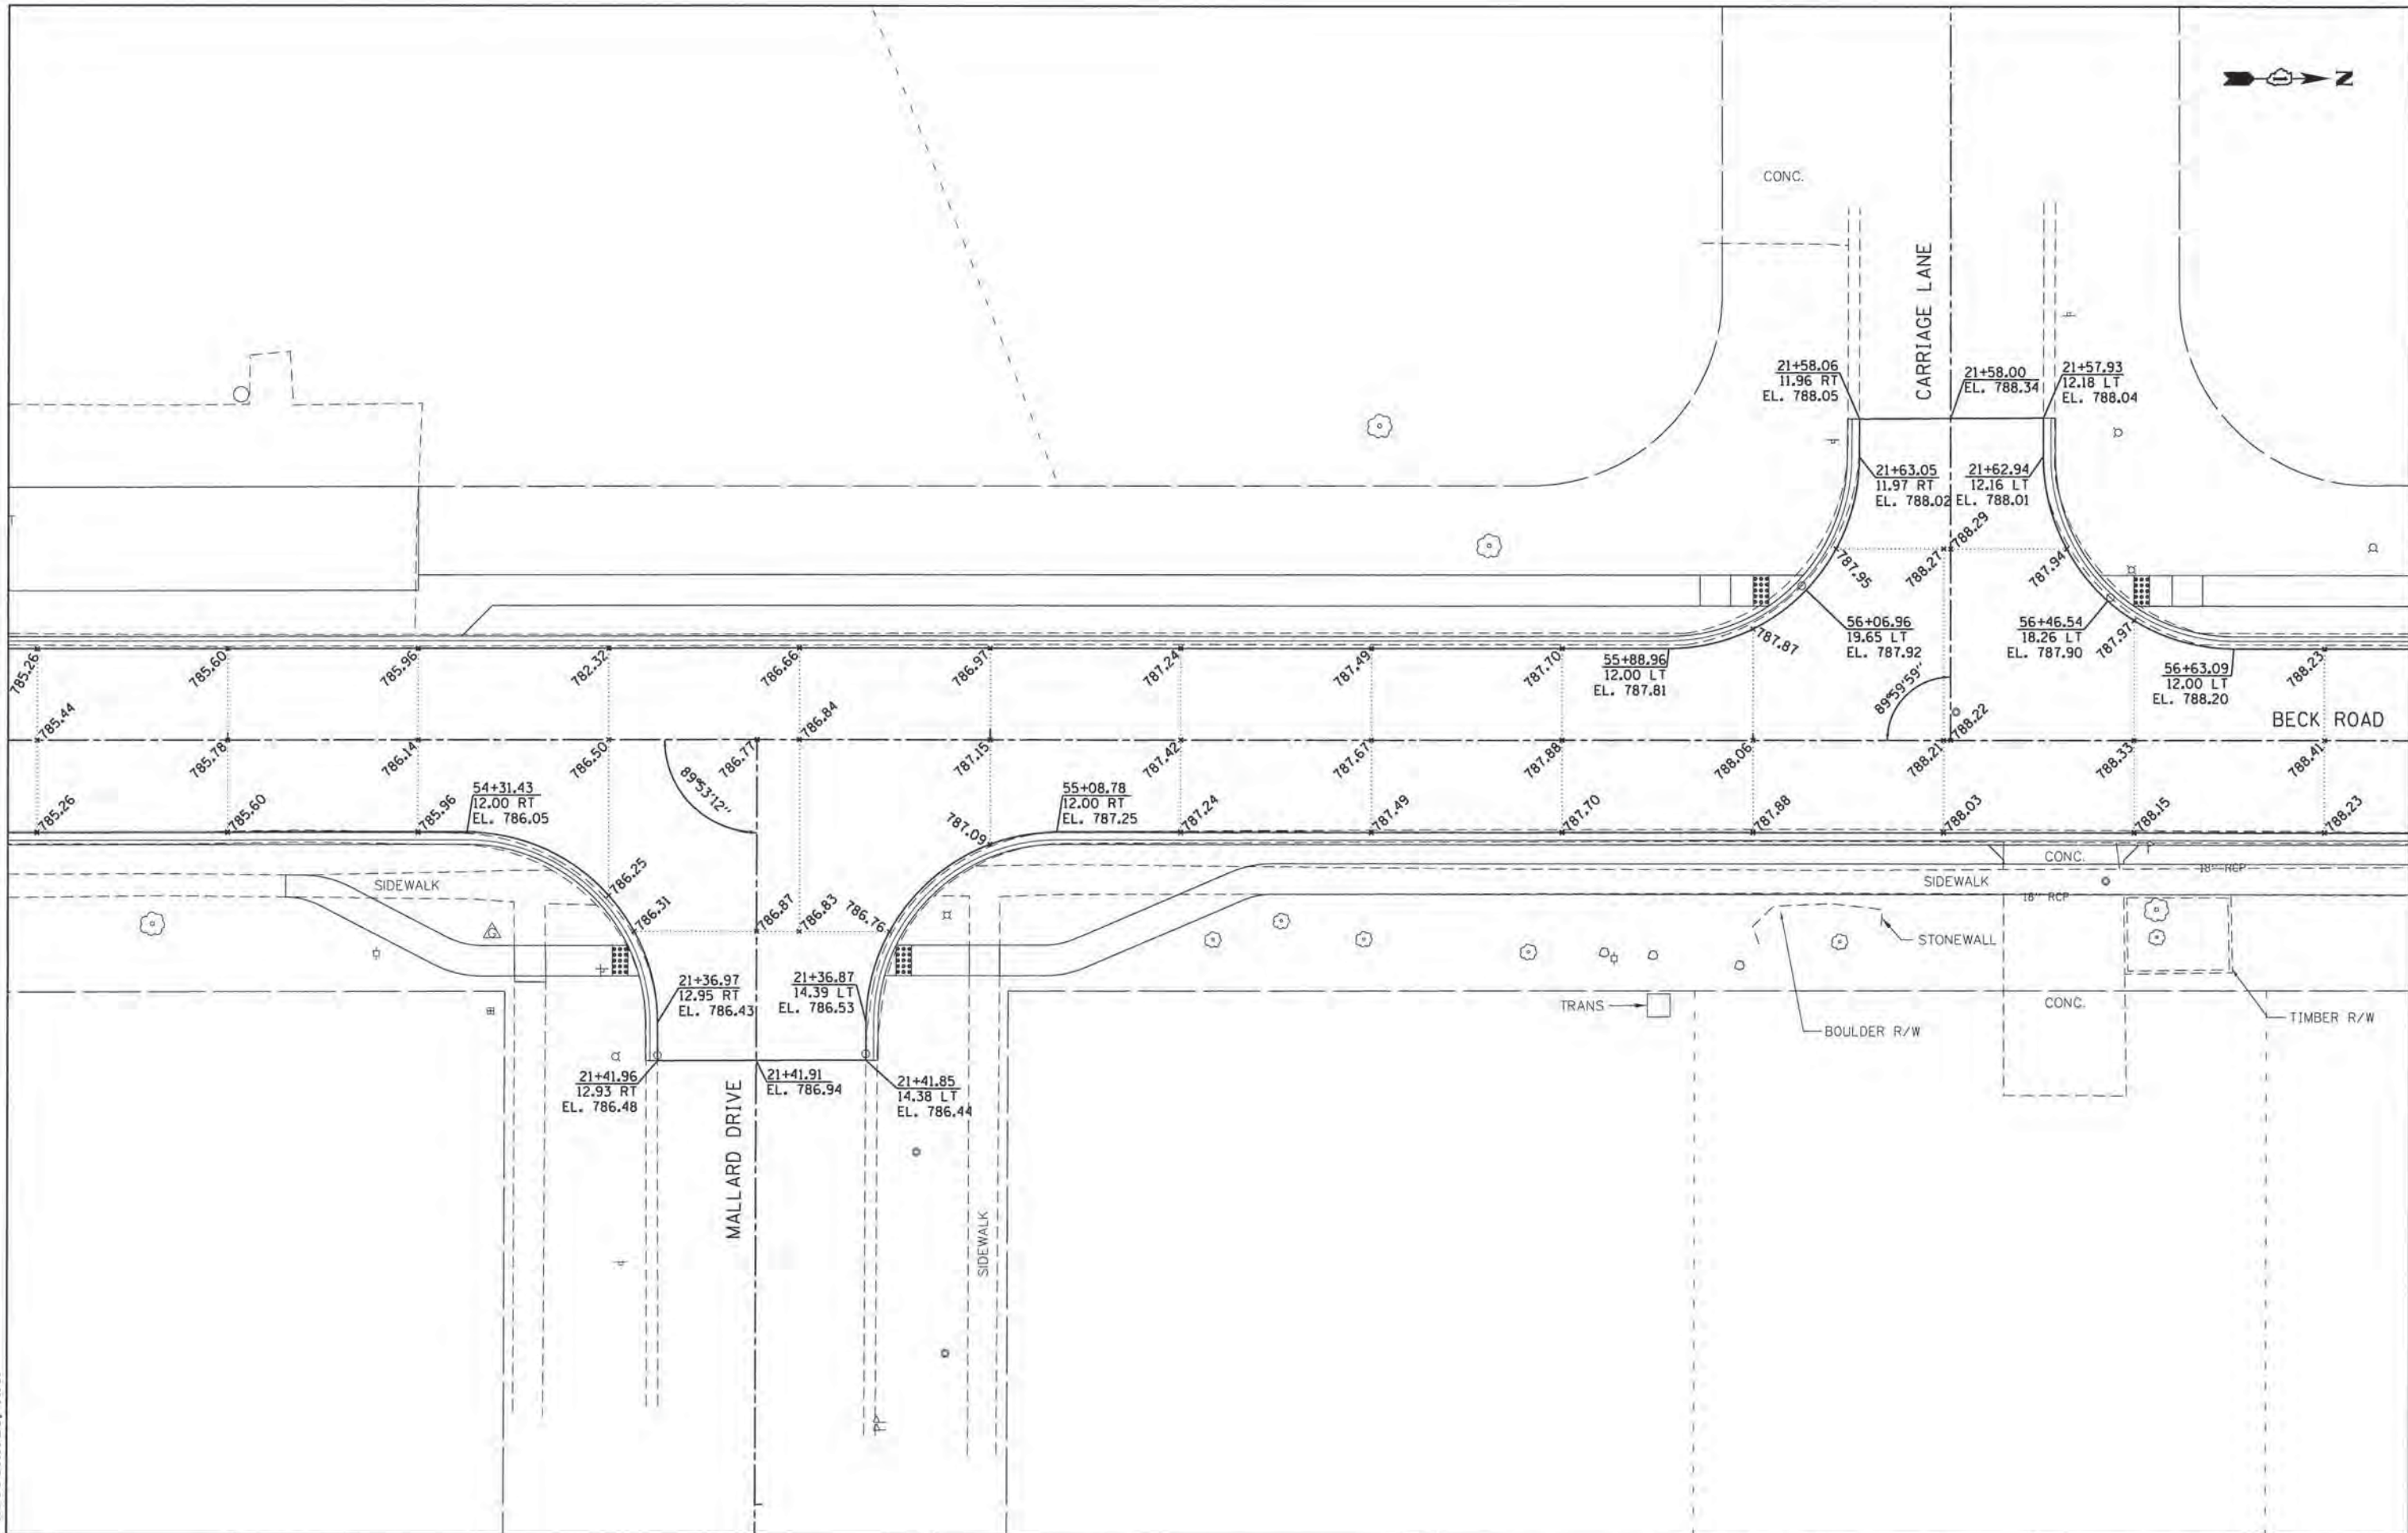 N
CONC.
CARRIAGE LANE
21+58.06
11.96 RT
EL. 788.05
21+58.00
EL. 788.34
21+57.93
12.18 LT
EL. 788.04
21+63.05
11.97 RT
EL. 788.02
21+62.94
12.16 LT
EL. 788.01
788.29
788.27
787.95
787.94
56+06.96
19.65 LT
EL. 787.92
56+46.54
18.26 LT
EL. 787.90
787.87
787.97
785.26
785.60
785.96
782.32
786.66
786.97
787.24
787.49
787.70
55+88.96
12.00 LT
EL. 787.81
89°59'59"
56+63.09
12.00 LT
EL. 788.20
788.23
BECK ROAD
785.44
785.78
786.14
786.50
786.77
786.84
787.15
787.42
787.67
787.88
788.06
788.21
788.22
788.33
788.41
89°53'12"
54+31.43
12.00 RT
EL. 786.05
55+08.78
12.00 RT
EL. 787.25
785.26
785.60
785.96
787.09
787.24
787.49
787.70
787.88
788.03
788.15
788.23
CONC.
18" RCP
SIDEWALK
SIDEWALK
18" RCP
786.25
786.31
786.87
786.83
786.76
G
STONEWALL
21+36.97
12.95 RT
EL. 786.43
21+36.87
14.39 LT
EL. 786.53
TRANS
BOULDER R/W
CONC.
TIMBER R/W
21+41.96
12.93 RT
EL. 786.48
21+41.91
EL. 786.94
21+41.85
14.38 LT
EL. 786.44
MALLARD DRIVE
SIDEWALK